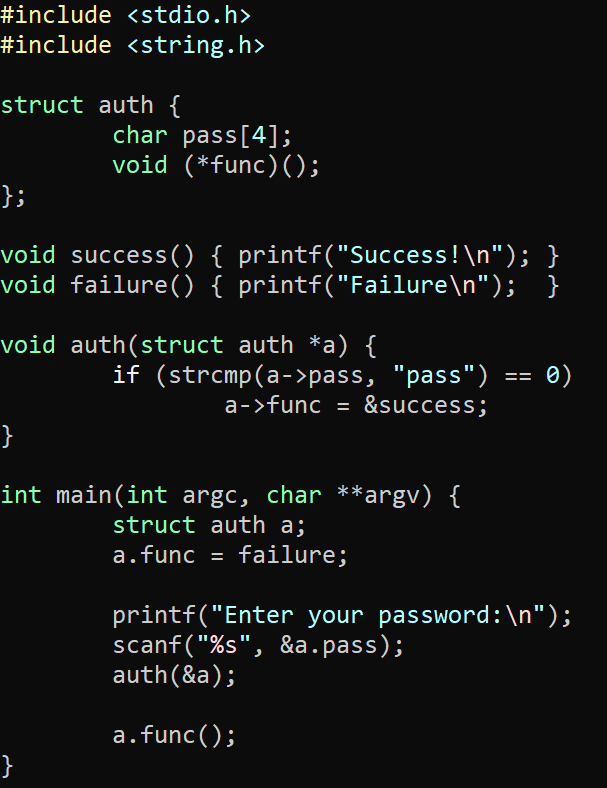 #include <stdio.h>
#include <string.h>

struct auth {
        char pass[4];
        void (*func)();
};

void success() { printf("Success!\n"); }
void failure() { printf("Failure\n");  }

void auth(struct auth *a) {
        if (strcmp(a->pass, "pass") == 0)
                a->func = &success;
}

int main(int argc, char **argv) {
        struct auth a;
        a.func = failure;

        printf("Enter your password:\n");
        scanf("%s", &a.pass);
        auth(&a);

        a.func();
}